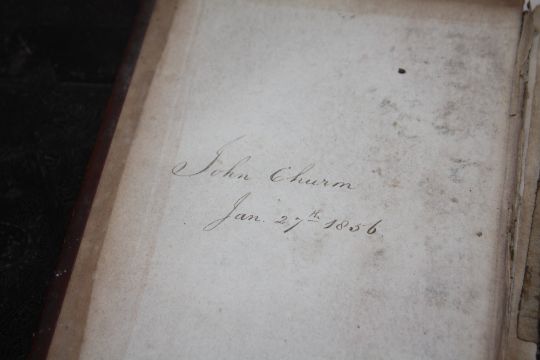 John Churm
Jan. 27th 1856